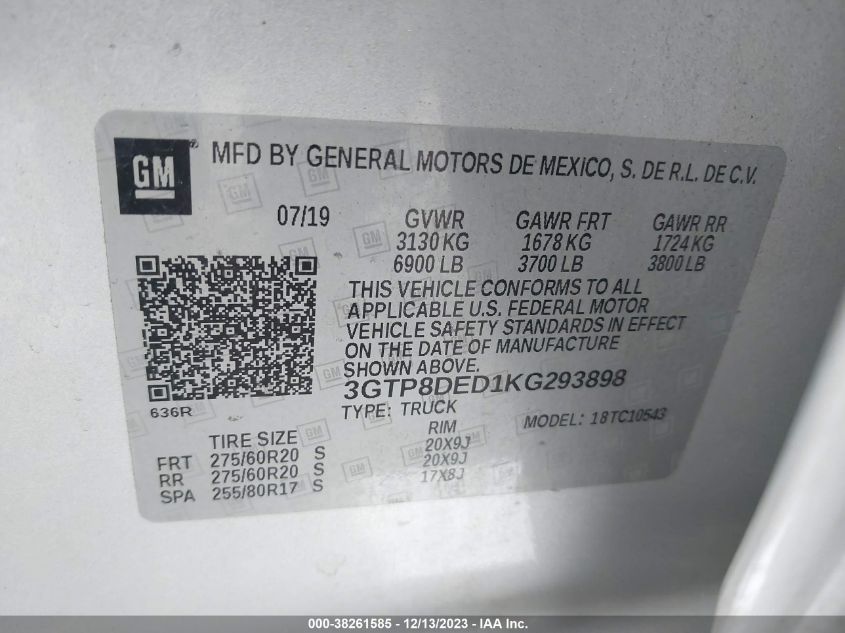 GM ® MFD BY GENERAL MOTORS DE MEXICO, S. DE R.L. DE C.V.
07/19 GVWR GAWR FRT GAWR RR
3130 KG 1678 KG 1724 KG
6900 LB 3700 LB 3800 LB
THIS VEHICLE CONFORMS TO ALL
APPLICABLE U.S. FEDERAL MOTOR
VEHICLE SAFETY STANDARDS IN EFFECT
ON THE DATE OF MANUFACTURE
SHOWN ABOVE.
3GTP8DED1KG293898
636R TYPE: TRUCK MODEL: 18TC10543
TIRE SIZE RIM
FRT 275/60R20 S 20X9J
RR 275/60R20 S 20X9J
SPA 255/80R17 S 17X8J
000-38261585 - 12/13/2023 - IAA Inc.